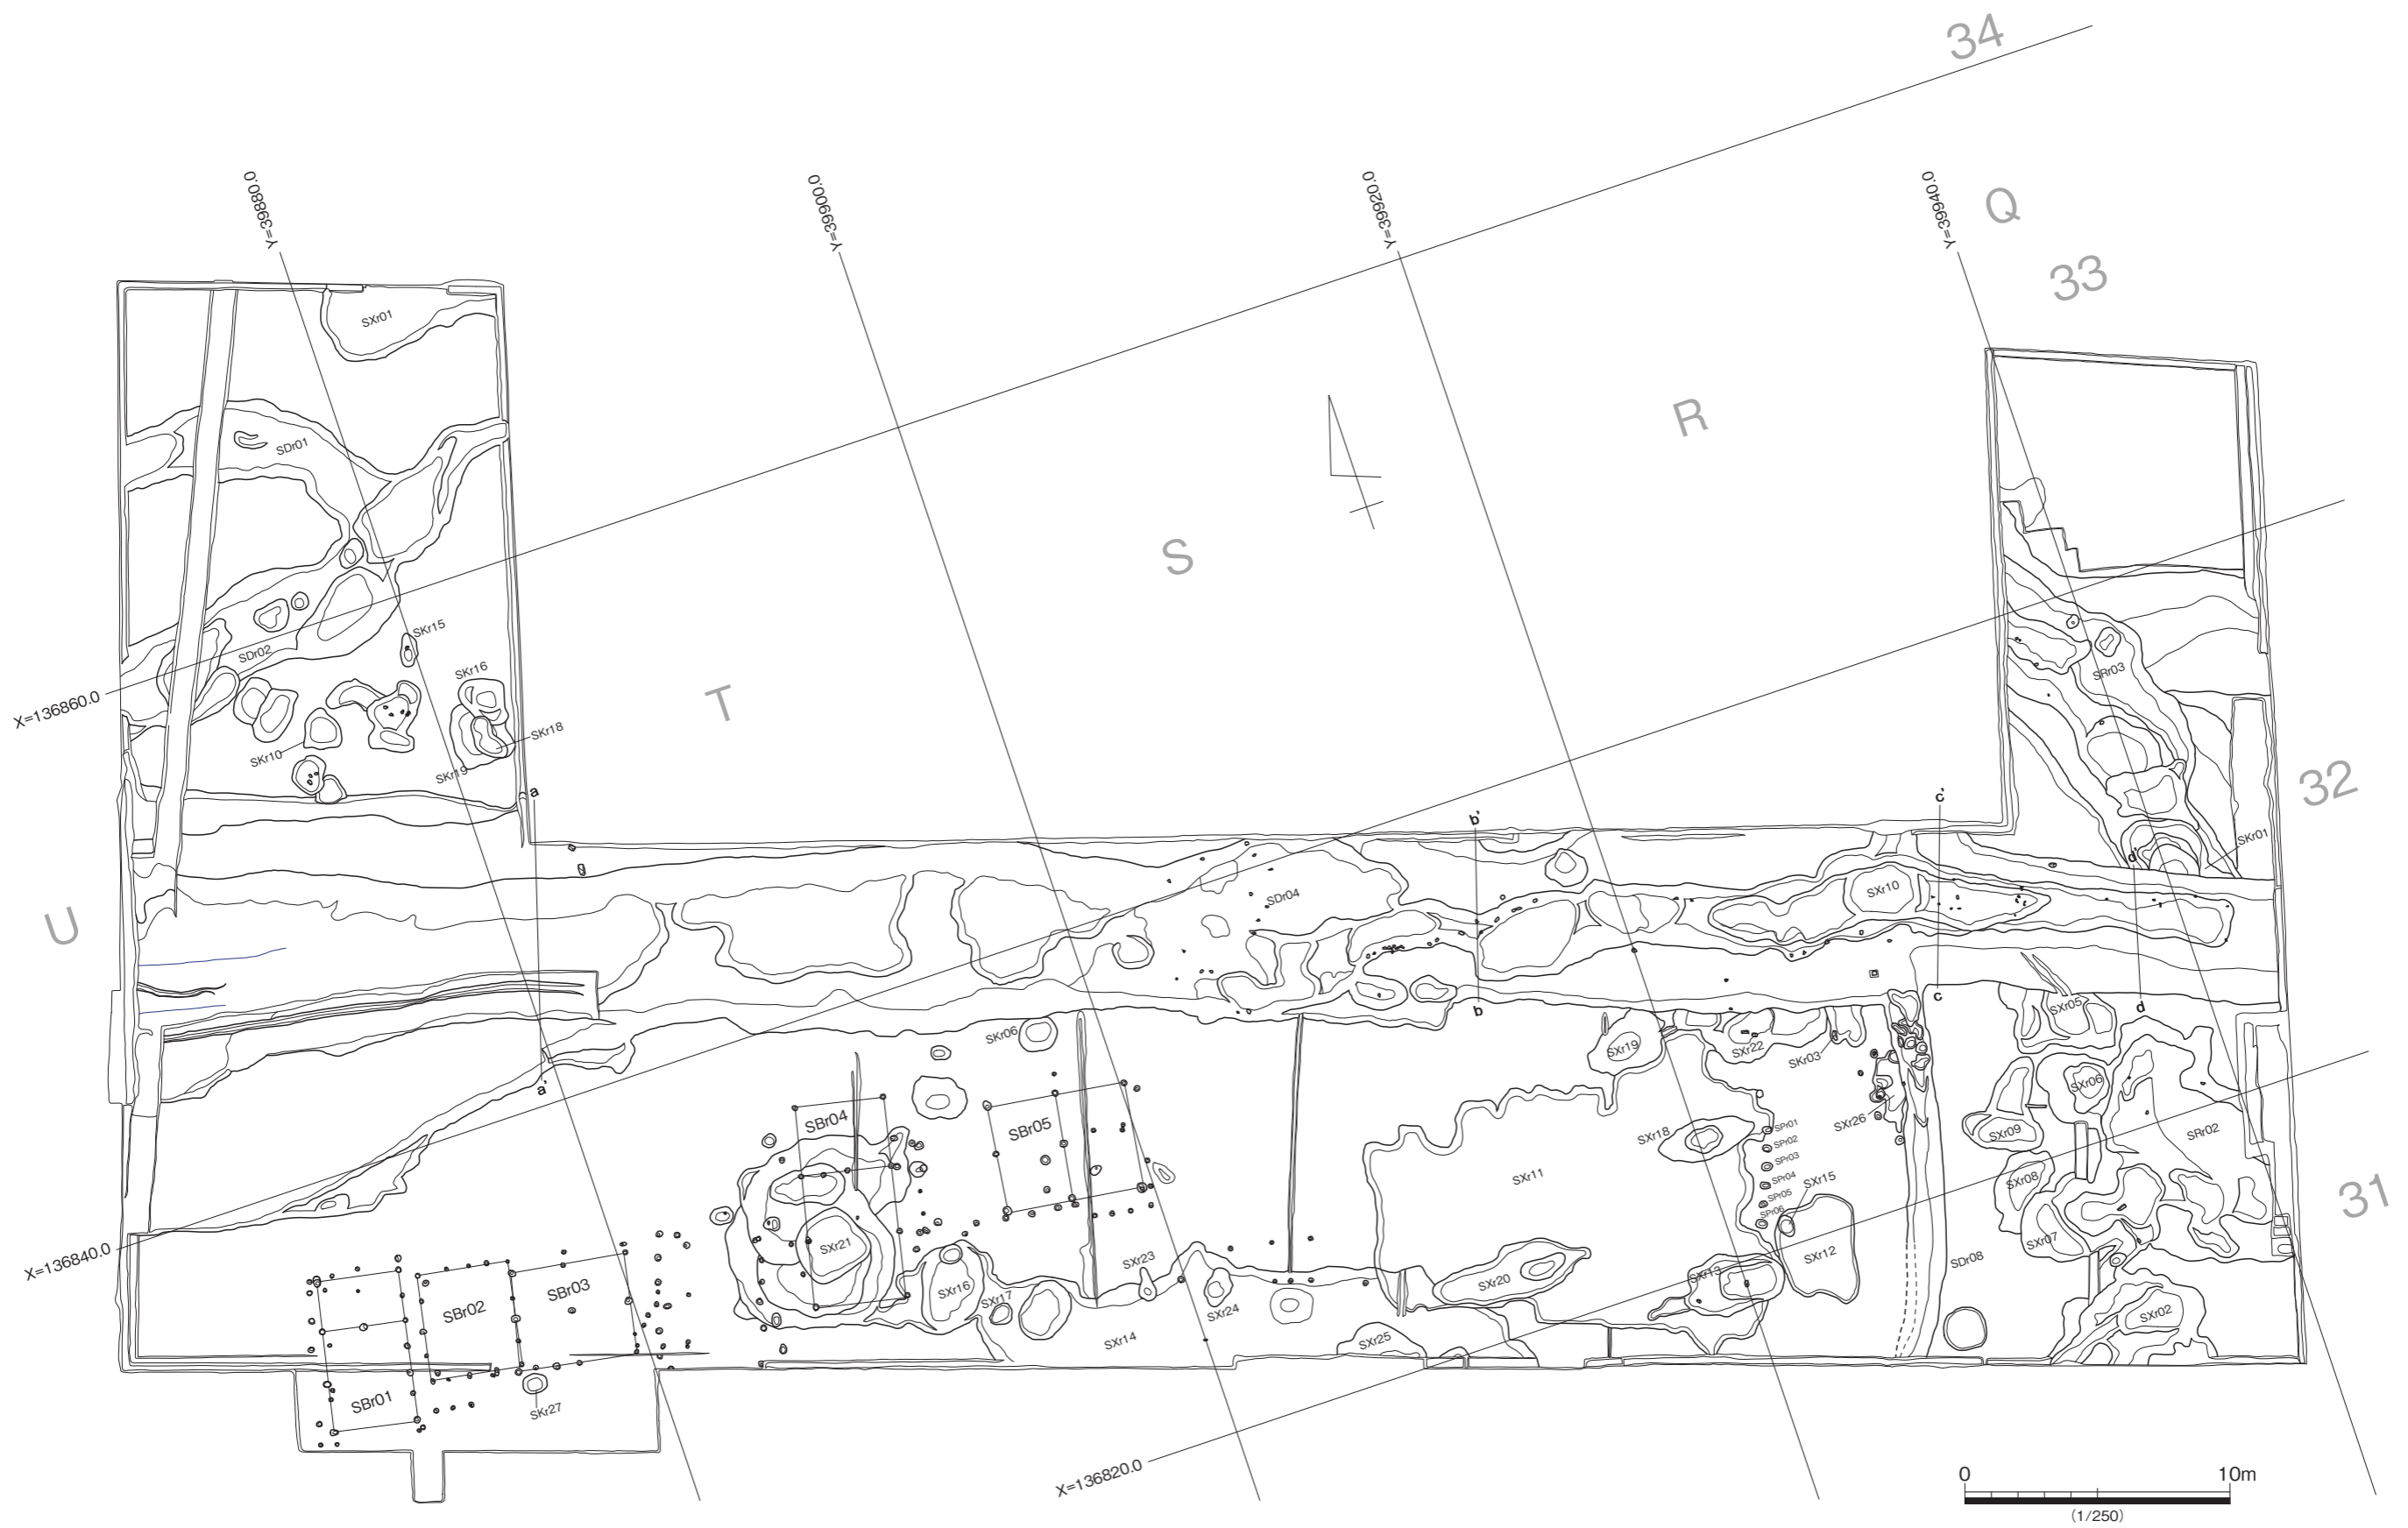 34
Q
33
R
S
T
32
U
31
Y=39880.0
Y=39900.0
Y=39920.0
Y=39940.0
X=136860.0
X=136840.0
X=136820.0
SXr01
SDr01
SDr02
SKr15
SKr16
SKr18
SKr10
SKr19
a
a'
b'
b
c'
c
d'
d
SRr03
SKr01
SDr04
SXr10
SKr06
SXr19
SXr22
SKr03
SXr05
SXr06
SXr26
SXr09
SRr02
SBr04
SBr05
SXr18
SPr01
SPr02
SPr03
SPr04
SPr05
SPr06
SXr15
SXr11
SXr08
SXr07
SXr21
SXr23
SXr12
SDr08
SXr13
SXr20
SXr16
SXr17
SXr24
SXr14
SXr25
SXr02
SBr03
SBr02
SBr01
SKr27
0 10m
(1/250)